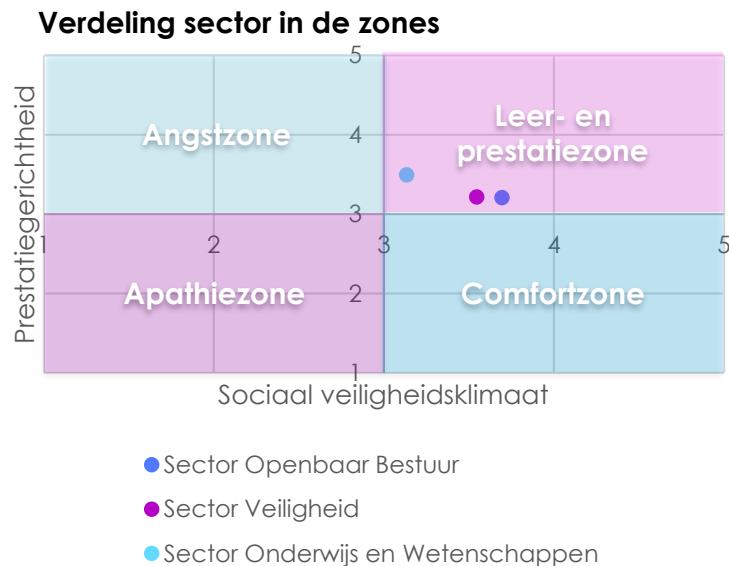 Verdeling sector in de zones
Prestatiegerichtheid
5
4
3
2
1
Angstzone
Leer- en
prestatiezone
1
2
3
4
5
Apathiezone
Comfortzone
Sociaal veiligheidsklimaat
Sector Openbaar Bestuur
Sector Veiligheid
Sector Onderwijs en Wetenschappen